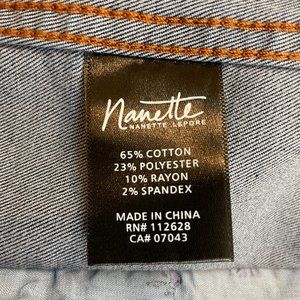 Nanette
NANETTE LEPORE
65% COTTON
23% POLYESTER
10% RAYON
2% SPANDEX
MADE IN CHINA
RN# 112628
CA# 07043